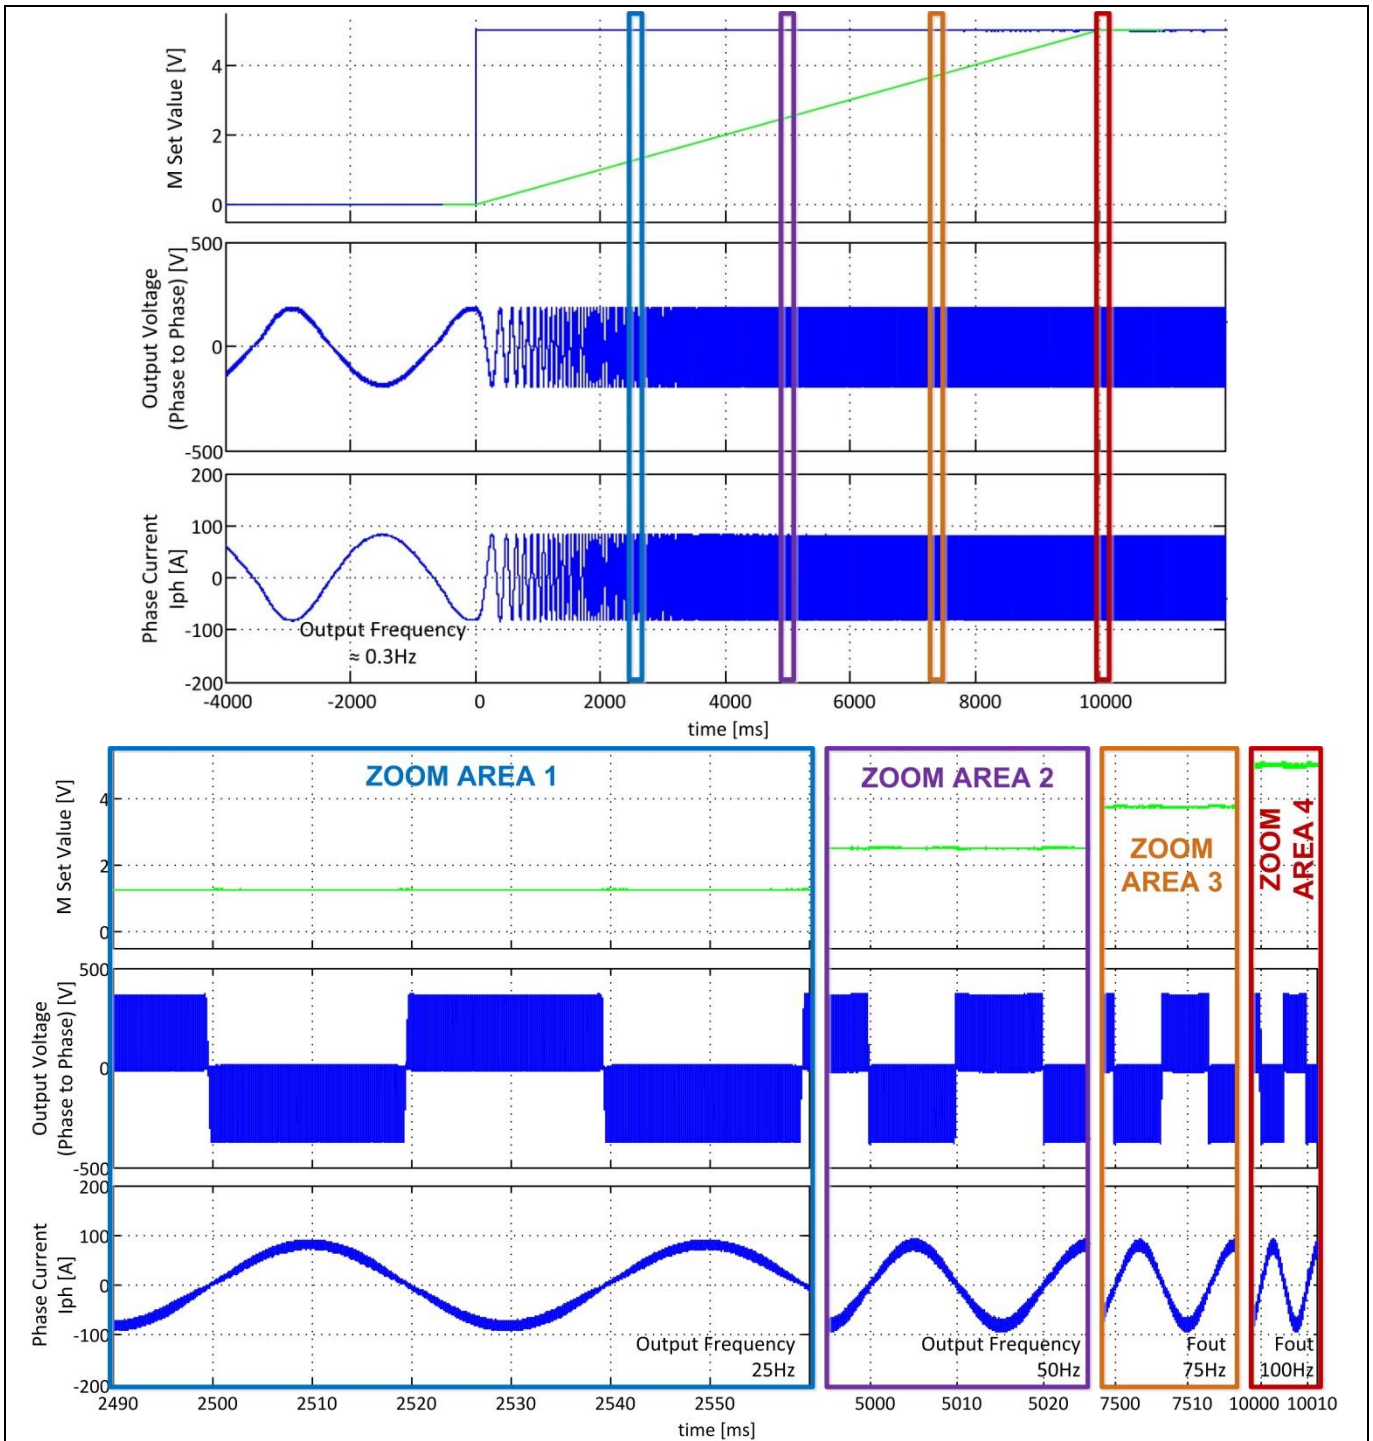 M Set Value [V]
4
2
0
Output Voltage
(Phase to Phase) [V]
500
0
-500
Phase Current
Iph [A]
200
100
0
-100
-200
Output Frequency
≈ 0.3Hz
-4000 -2000 0 2000 4000 6000 8000 10000
time [ms]
ZOOM AREA 1
ZOOM AREA 2
ZOOM
AREA 3
ZOOM
AREA 4
M Set Value [V]
4
2
0
Output Voltage
(Phase to Phase) [V]
500
0
-500
Phase Current
Iph [A]
200
100
0
-100
-200
Output Frequency
25Hz
Output Frequency
50Hz
Fout
75Hz
Fout
100Hz
2490 2500 2510 2520 2530 2540 2550 5000 5010 5020 7500 7510 10000 10010
time [ms]